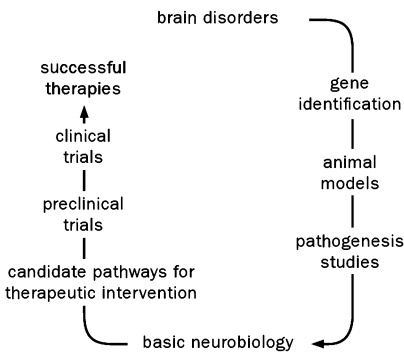 brain disorders
gene
identification
animal
models
pathogenesis
studies
basic neurobiology
candidate pathways for
therapeutic intervention
preclinical
trials
clinical
trials
successful
therapies